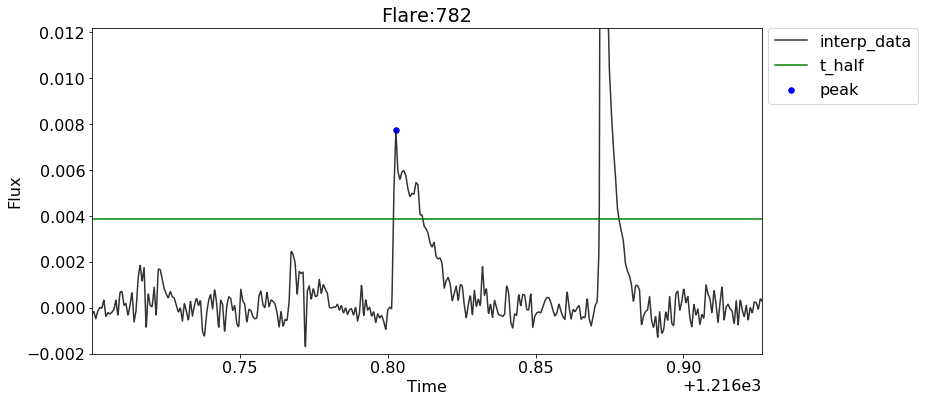 Flare:782
0.012
0.010
0.008
0.006
0.004
0.002
0.000
−0.002
Flux
0.75
0.80
0.85
0.90
Time
+1.216e3
interp_data
t_half
peak